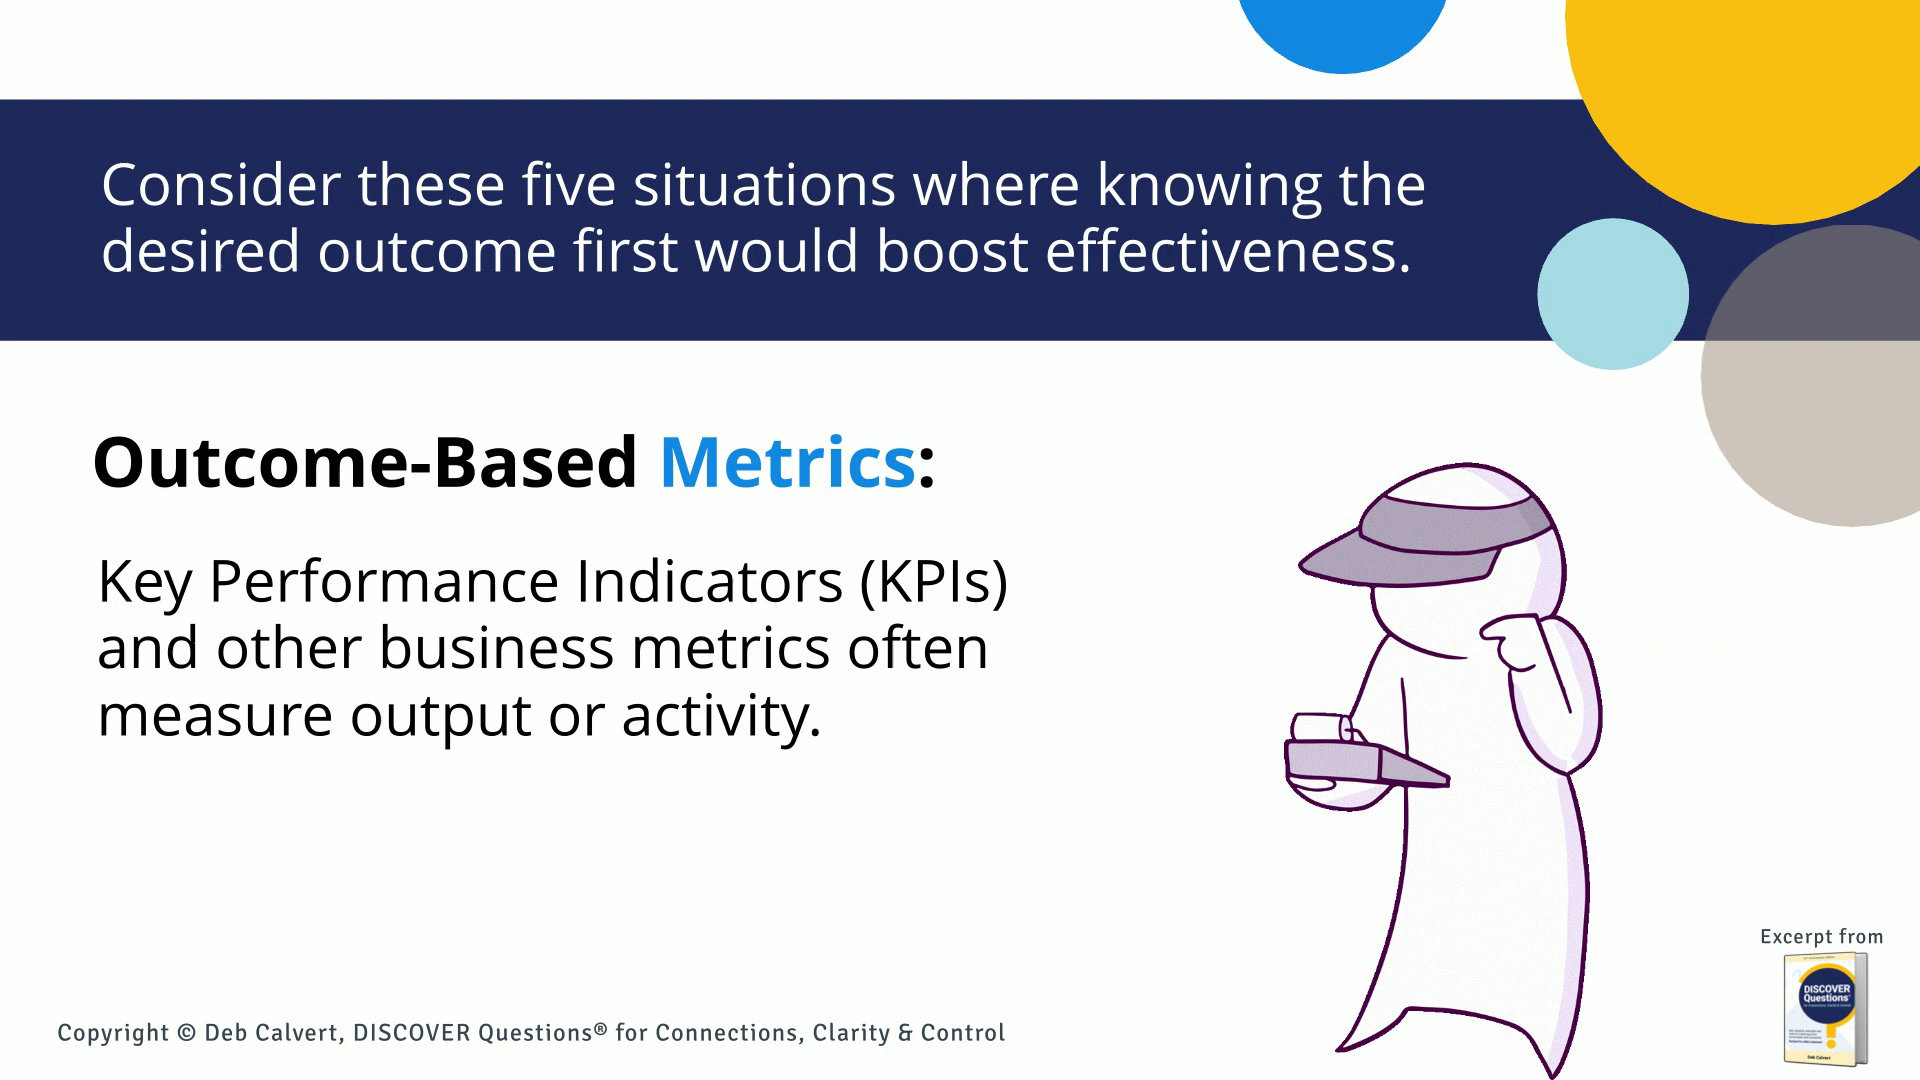 Consider these five situations where knowing the
desired outcome first would boost effectiveness.
Outcome-Based Metrics:
Key Performance Indicators (KPIs)
and other business metrics often
measure output or activity.
Excerpt from
DISCOVER
Questions
Deb Calvert
Copyright © Deb Calvert, DISCOVER Questions® for Connections, Clarity & Control